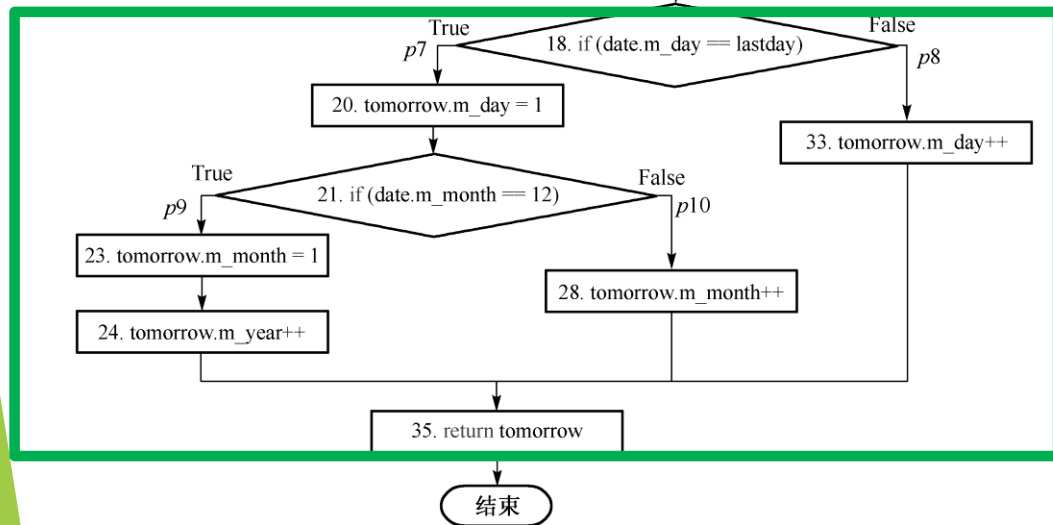 True
False
18. if (date.m_day == lastday)
p7
p8
20. tomorrow.m_day = 1
33. tomorrow.m_day++
True
False
21. if (date.m_month == 12)
p9
p10
23. tomorrow.m_month = 1
28. tomorrow.m_month++
24. tomorrow.m_year++
35. return tomorrow
结束